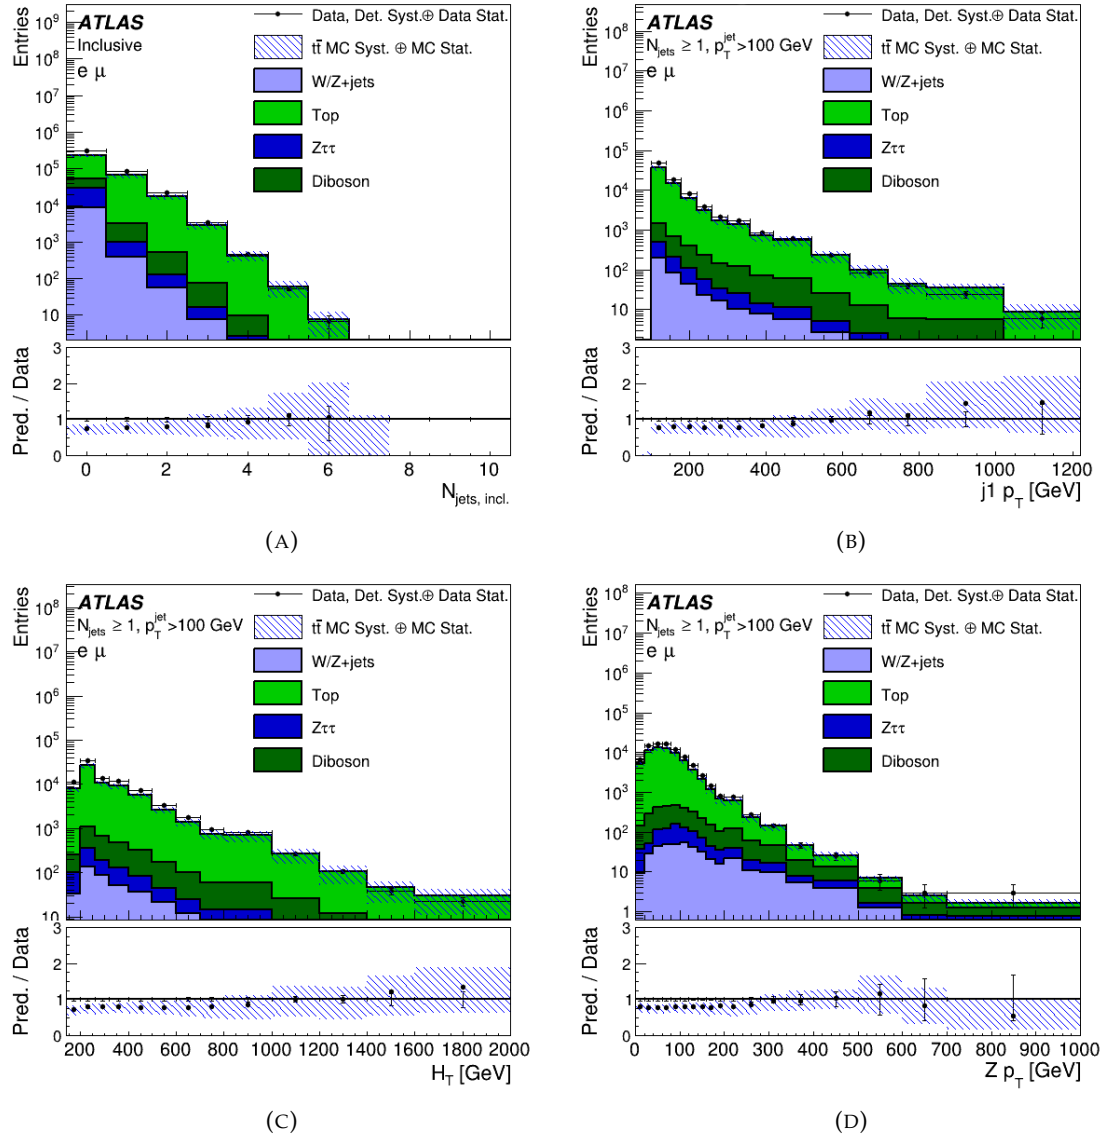 Entries
ATLAS
Inclusive
e μ
Data, Det. Syst.⊕ Data Stat.
tt̄ MC Syst. ⊕ MC Stat.
W/Z+jets
Top
Zττ
Diboson
10⁹
10⁸
10⁷
10⁶
10⁵
10⁴
10³
10²
10
Pred. / Data
3
2
1
0
0 2 4 6 8 10
N_jets, incl.
(A)
Entries
ATLAS
N_jets ≥ 1, p_T^jet >100 GeV
e μ
Data, Det. Syst.⊕ Data Stat.
tt̄ MC Syst. ⊕ MC Stat.
W/Z+jets
Top
Zττ
Diboson
10⁸
10⁷
10⁶
10⁵
10⁴
10³
10²
10
Pred. / Data
3
2
1
0
200 400 600 800 1000 1200
j1 p_T [GeV]
(B)
Entries
ATLAS
N_jets ≥ 1, p_T^jet >100 GeV
e μ
Data, Det. Syst.⊕ Data Stat.
tt̄ MC Syst. ⊕ MC Stat.
W/Z+jets
Top
Zττ
Diboson
10⁸
10⁷
10⁶
10⁵
10⁴
10³
10²
10
Pred. / Data
3
2
1
0
200 400 600 800 1000 1200 1400 1600 1800 2000
H_T [GeV]
(C)
Entries
ATLAS
N_jets ≥ 1, p_T^jet >100 GeV
e μ
Data, Det. Syst.⊕ Data Stat.
tt̄ MC Syst. ⊕ MC Stat.
W/Z+jets
Top
Zττ
Diboson
10⁸
10⁷
10⁶
10⁵
10⁴
10³
10²
10
1
Pred. / Data
3
2
1
0
0 100 200 300 400 500 600 700 800 900 1000
Z p_T [GeV]
(D)